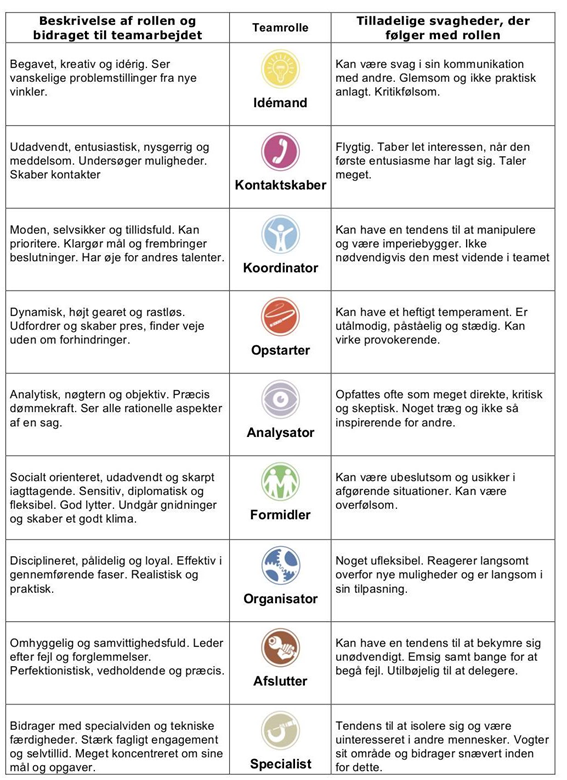 Beskrivelse af rollen og
bidraget til teamarbejdet
Teamrolle
Tilladelige svagheder, der
følger med rollen
Begavet, kreativ og idérig. Ser
vanskelige problemstillinger fra nye
vinkler.
Idémand
Kan være svag i sin kommunikation
med andre. Glemsom og ikke praktisk
anlagt. Kritikfølsom.
Udadvendt, entusiastisk, nysgerrig og
meddelsom. Undersøger muligheder.
Skaber kontakter
Kontaktskaber
Flygtig. Taber let interessen, når den
første entusiasme har lagt sig. Taler
meget.
Moden, selvsikker og tillidsfuld. Kan
prioritere. Klargør mål og frembringer
beslutninger. Har øje for andres talenter.
Koordinator
Kan have en tendens til at manipulere
og være imperiebygger. Ikke
nødvendigvis den mest vidende i teamet
Dynamisk, højt gearet og rastløs.
Udfordrer og skaber pres, finder veje
uden om forhindringer.
Opstarter
Kan have et heftigt temperament. Er
utålmodig, påståelig og stædig. Kan
virke provokerende.
Analytisk, nøgtern og objektiv. Præcis
dømmekraft. Ser alle rationelle aspekter
af en sag.
Analysator
Opfattes ofte som meget direkte, kritisk
og skeptisk. Noget træg og ikke så
inspirerende for andre.
Socialt orienteret, udadvendt og skarpt
iagttagende. Sensitiv, diplomatisk og
fleksibel. God lytter. Undgår gnidninger
og skaber et godt klima.
Formidler
Kan være ubeslutsom og usikker i
afgørende situationer. Kan være
overfølsom.
Disciplineret, pålidelig og loyal. Effektiv i
gennemførende faser. Realistisk og
praktisk.
Organisator
Noget ufleksibel. Reagerer langsomt
overfor nye muligheder og er langsom i
sin tilpasning.
Omhyggelig og samvittighedsfuld. Leder
efter fejl og forglemmelser.
Perfektionistisk, vedholdende og præcis.
Afslutter
Kan have en tendens til at bekymre sig
unødvendigt. Emsig samt bange for at
begå fejl. Utilbøjelig til at delegere.
Bidrager med specialviden og tekniske
færdigheder. Stærk fagligt engagement
og selvtillid. Meget koncentreret om sine
mål og opgaver.
Specialist
Tendens til at isolere sig og være
uinteresseret i andre mennesker. Vogter
sit område og bidrager snævert inden
for dette.